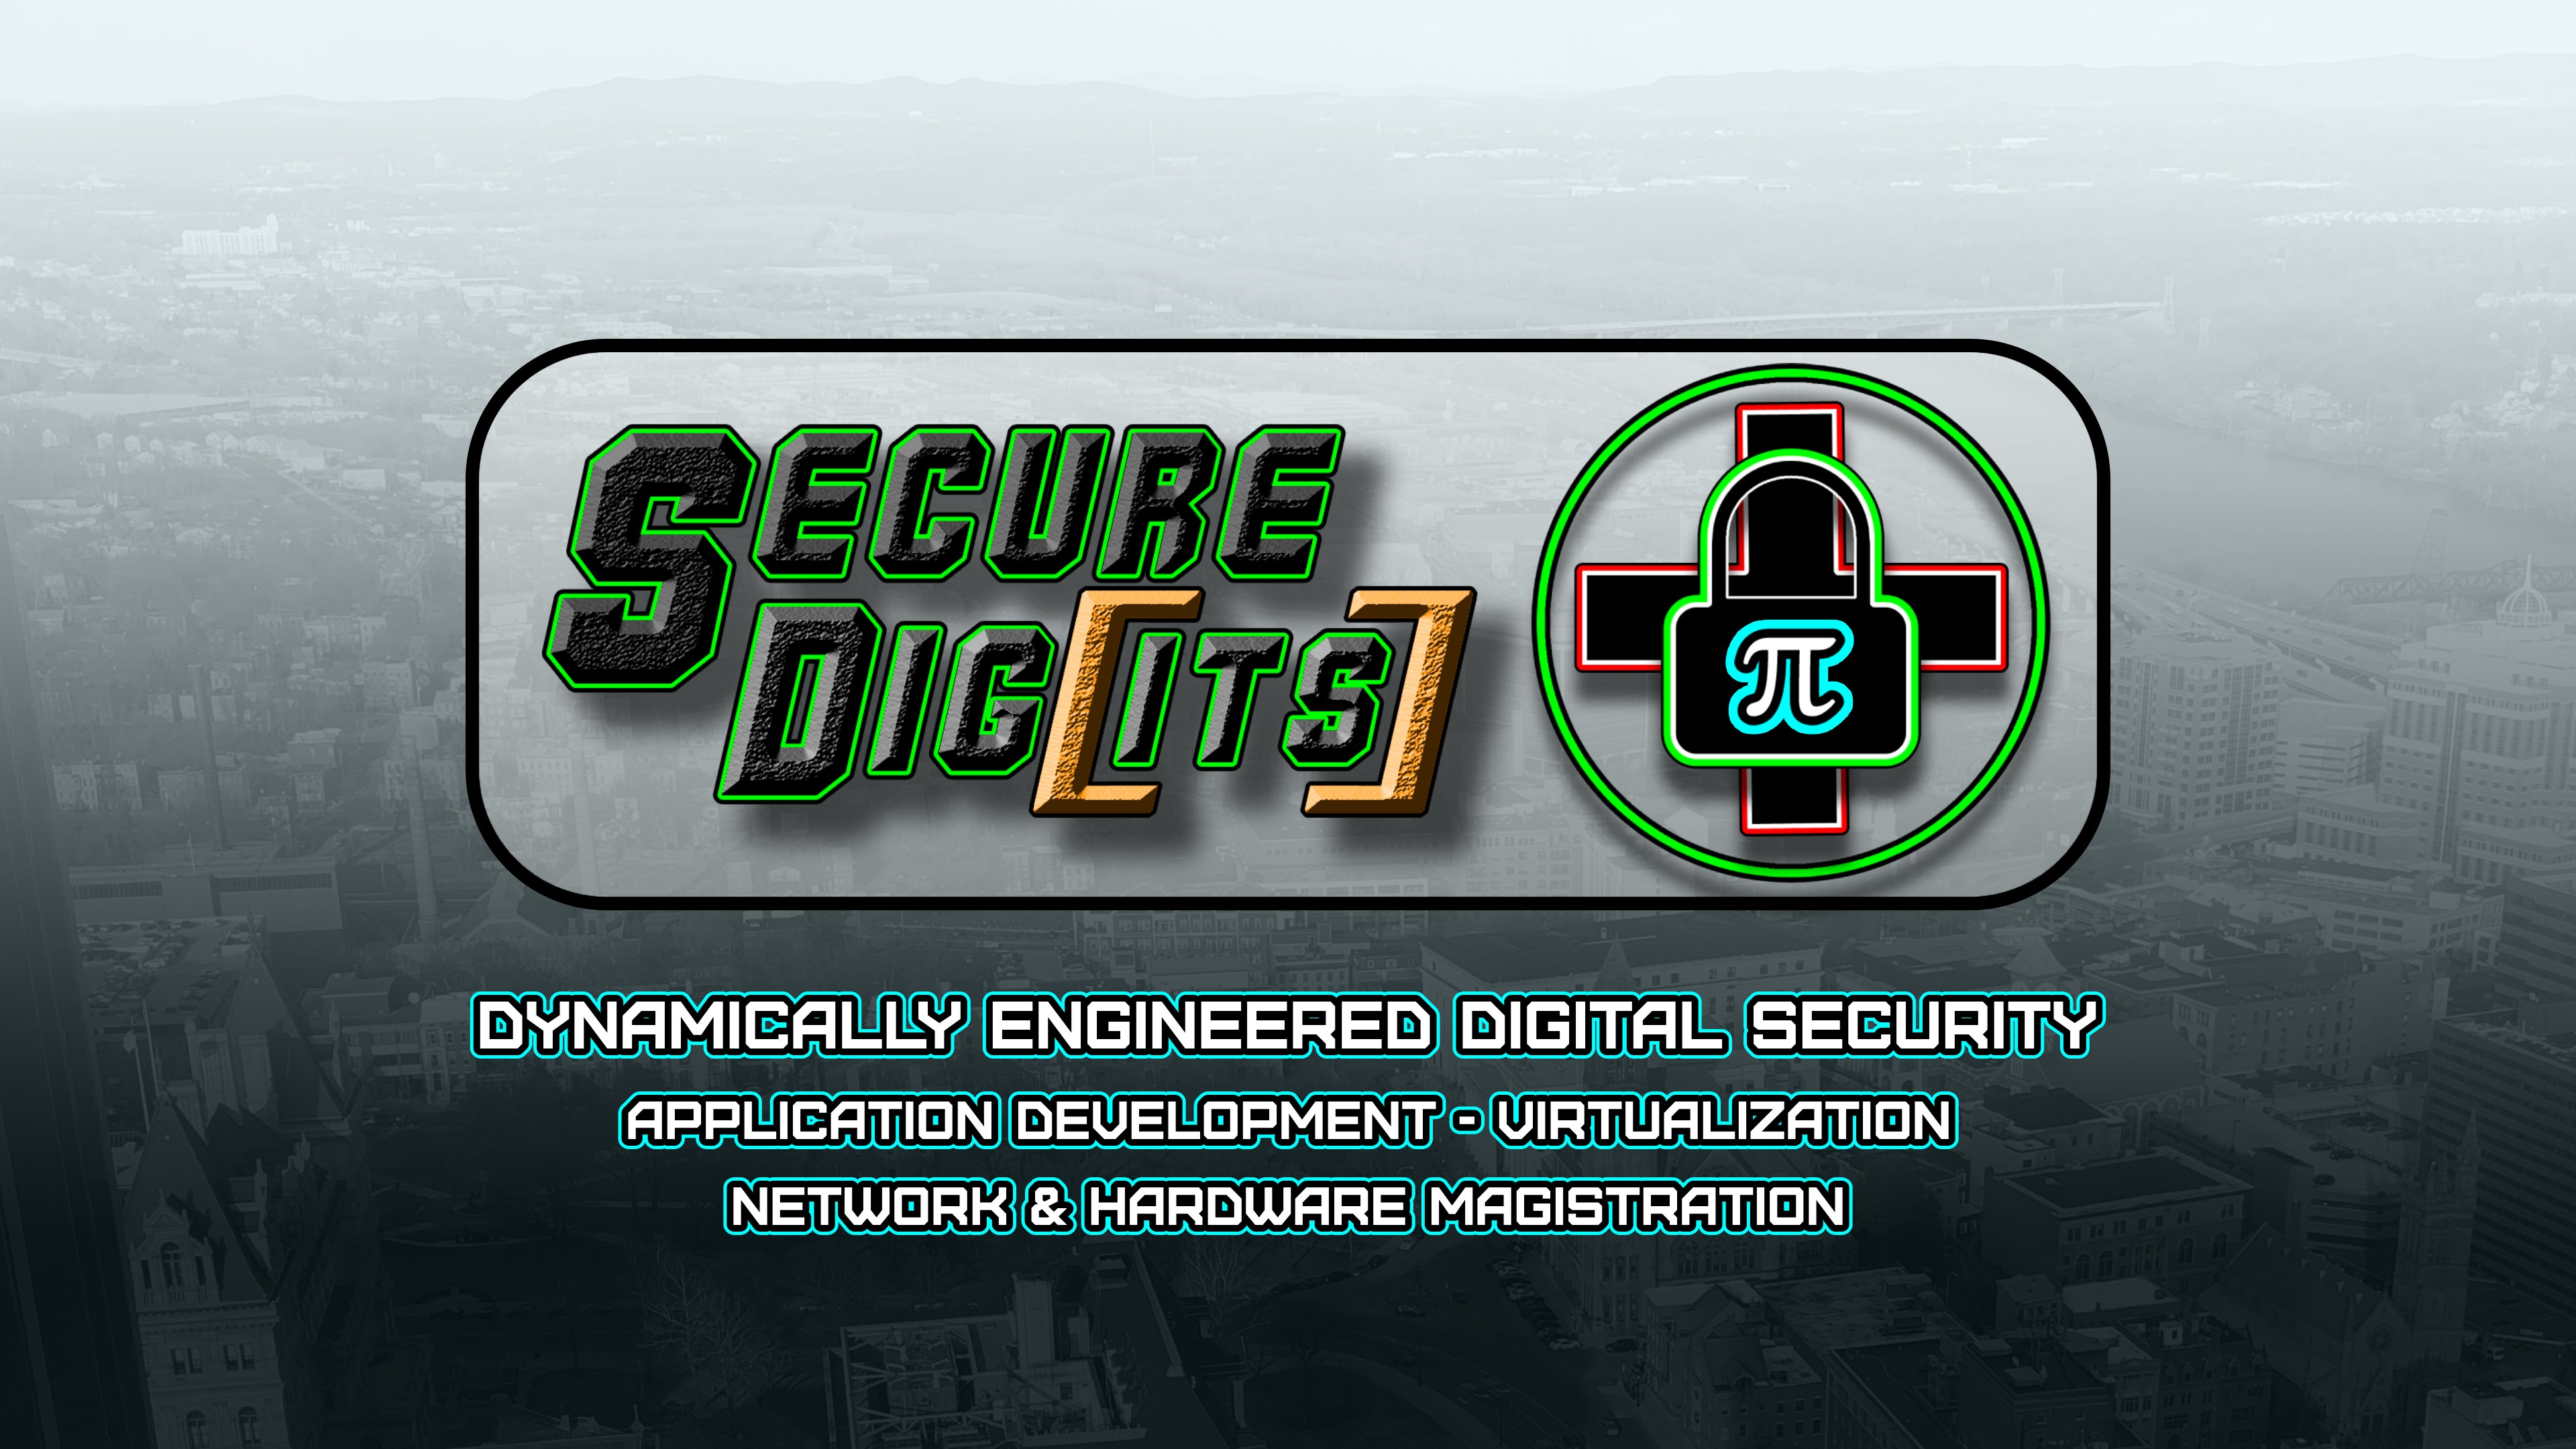 SECURE
DIG[ITS]
π
DYNAMICALLY ENGINEERED DIGITAL SECURITY
APPLICATION DEVELOPMENT - VIRTUALIZATION
NETWORK & HARDWARE MAGISTRATION